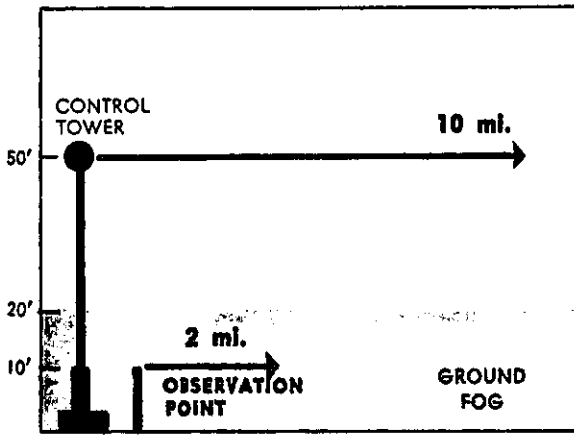 CONTROL
TOWER
10 mi.
50'
20'
2 mi.
10'
OBSERVATION
POINT
GROUND
FOG